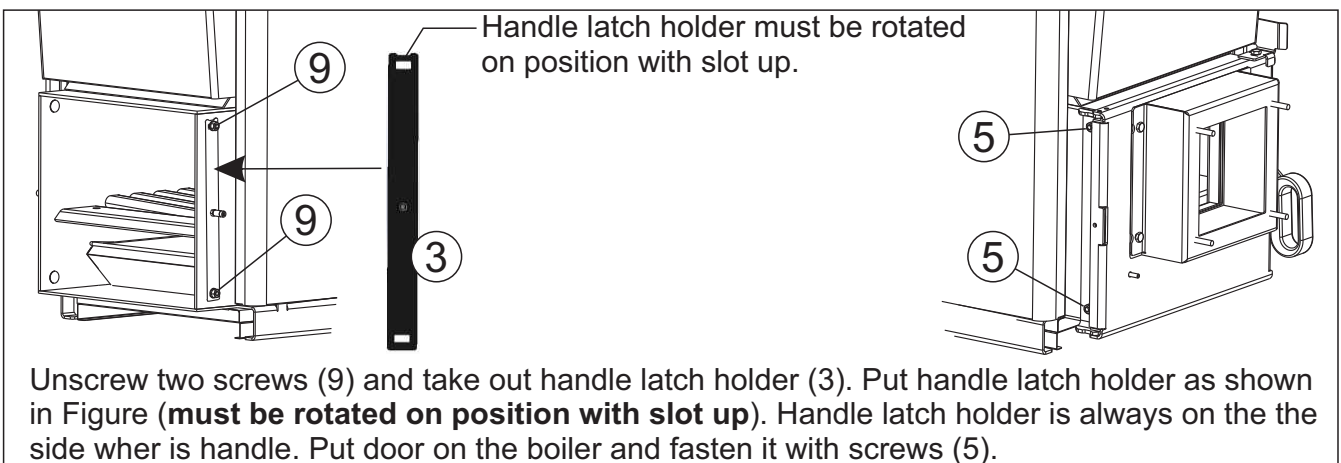 Handle latch holder must be rotated
on position with slot up.
9
5
9
3
5
Unscrew two screws (9) and take out handle latch holder (3). Put handle latch holder as shown
in Figure (must be rotated on position with slot up). Handle latch holder is always on the the
side wher is handle. Put door on the boiler and fasten it with screws (5).